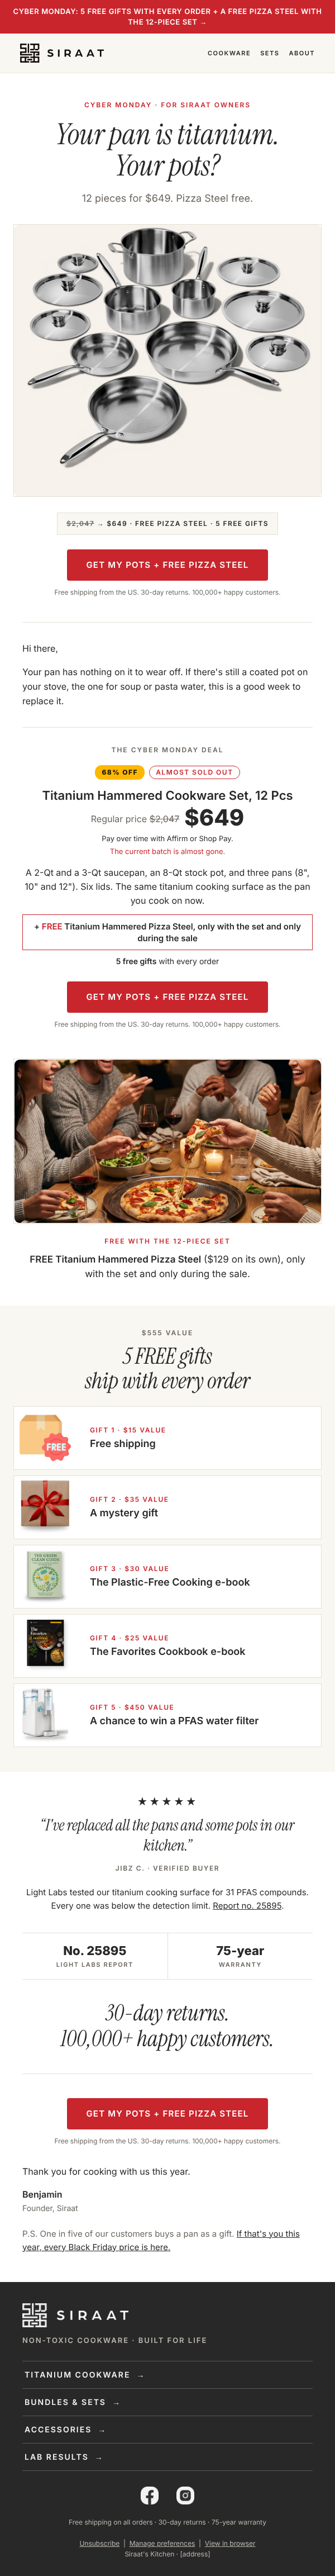 CYBER MONDAY: 5 FREE GIFTS WITH EVERY ORDER + A FREE PIZZA STEEL WITH
THE 12-PIECE SET →
SIRAAT
COOKWARE SETS ABOUT
CYBER MONDAY · FOR SIRAAT OWNERS
Your pan is titanium.
Your pots?
12 pieces for $649. Pizza Steel free.
$2,047 → $649 · FREE PIZZA STEEL · 5 FREE GIFTS
GET MY POTS + FREE PIZZA STEEL
Free shipping from the US. 30-day returns. 100,000+ happy customers.
Hi there,
Your pan has nothing on it to wear off. If there's still a coated pot on
your stove, the one for soup or pasta water, this is a good week to
replace it.
THE CYBER MONDAY DEAL
68% OFF ALMOST SOLD OUT
Titanium Hammered Cookware Set, 12 Pcs
Regular price $2,047 $649
Pay over time with Affirm or Shop Pay.
The current batch is almost gone.
A 2-Qt and a 3-Qt saucepan, an 8-Qt stock pot, and three pans (8",
10" and 12"). Six lids. The same titanium cooking surface as the pan
you cook on now.
+ FREE Titanium Hammered Pizza Steel, only with the set and only
during the sale
5 free gifts with every order
GET MY POTS + FREE PIZZA STEEL
Free shipping from the US. 30-day returns. 100,000+ happy customers.
FREE WITH THE 12-PIECE SET
FREE Titanium Hammered Pizza Steel ($129 on its own), only
with the set and only during the sale.
$555 VALUE
5 FREE gifts
ship with every order
FREE
GIFT 1 · $15 VALUE
Free shipping
GIFT 2 · $35 VALUE
A mystery gift
GIFT 3 · $30 VALUE
The Plastic-Free Cooking e-book
GIFT 4 · $25 VALUE
The Favorites Cookbook e-book
GIFT 5 · $450 VALUE
A chance to win a PFAS water filter
★★★★★
“I've replaced all the pans and some pots in our
kitchen.”
JIBZ C. · VERIFIED BUYER
Light Labs tested our titanium cooking surface for 31 PFAS compounds.
Every one was below the detection limit. Report no. 25895.
No. 25895
LIGHT LABS REPORT
75-year
WARRANTY
30-day returns.
100,000+ happy customers.
GET MY POTS + FREE PIZZA STEEL
Free shipping from the US. 30-day returns. 100,000+ happy customers.
Thank you for cooking with us this year.
Benjamin
Founder, Siraat
P.S. One in five of our customers buys a pan as a gift. If that's you this
year, every Black Friday price is here.
SIRAAT
NON-TOXIC COOKWARE · BUILT FOR LIFE
TITANIUM COOKWARE →
BUNDLES & SETS →
ACCESSORIES →
LAB RESULTS →
Free shipping on all orders · 30-day returns · 75-year warranty
Unsubscribe | Manage preferences | View in browser
Siraat's Kitchen · [address]